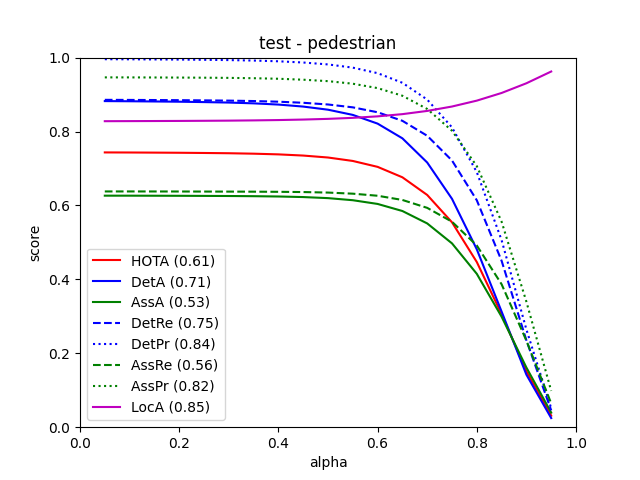 test - pedestrian
1.0
0.8
0.6
0.4
0.2
0.0
score
HOTA (0.61)
DetA (0.71)
AssA (0.53)
DetRe (0.75)
DetPr (0.84)
AssRe (0.56)
AssPr (0.82)
LocA (0.85)
0.0 0.2 0.4 0.6 0.8 1.0
alpha